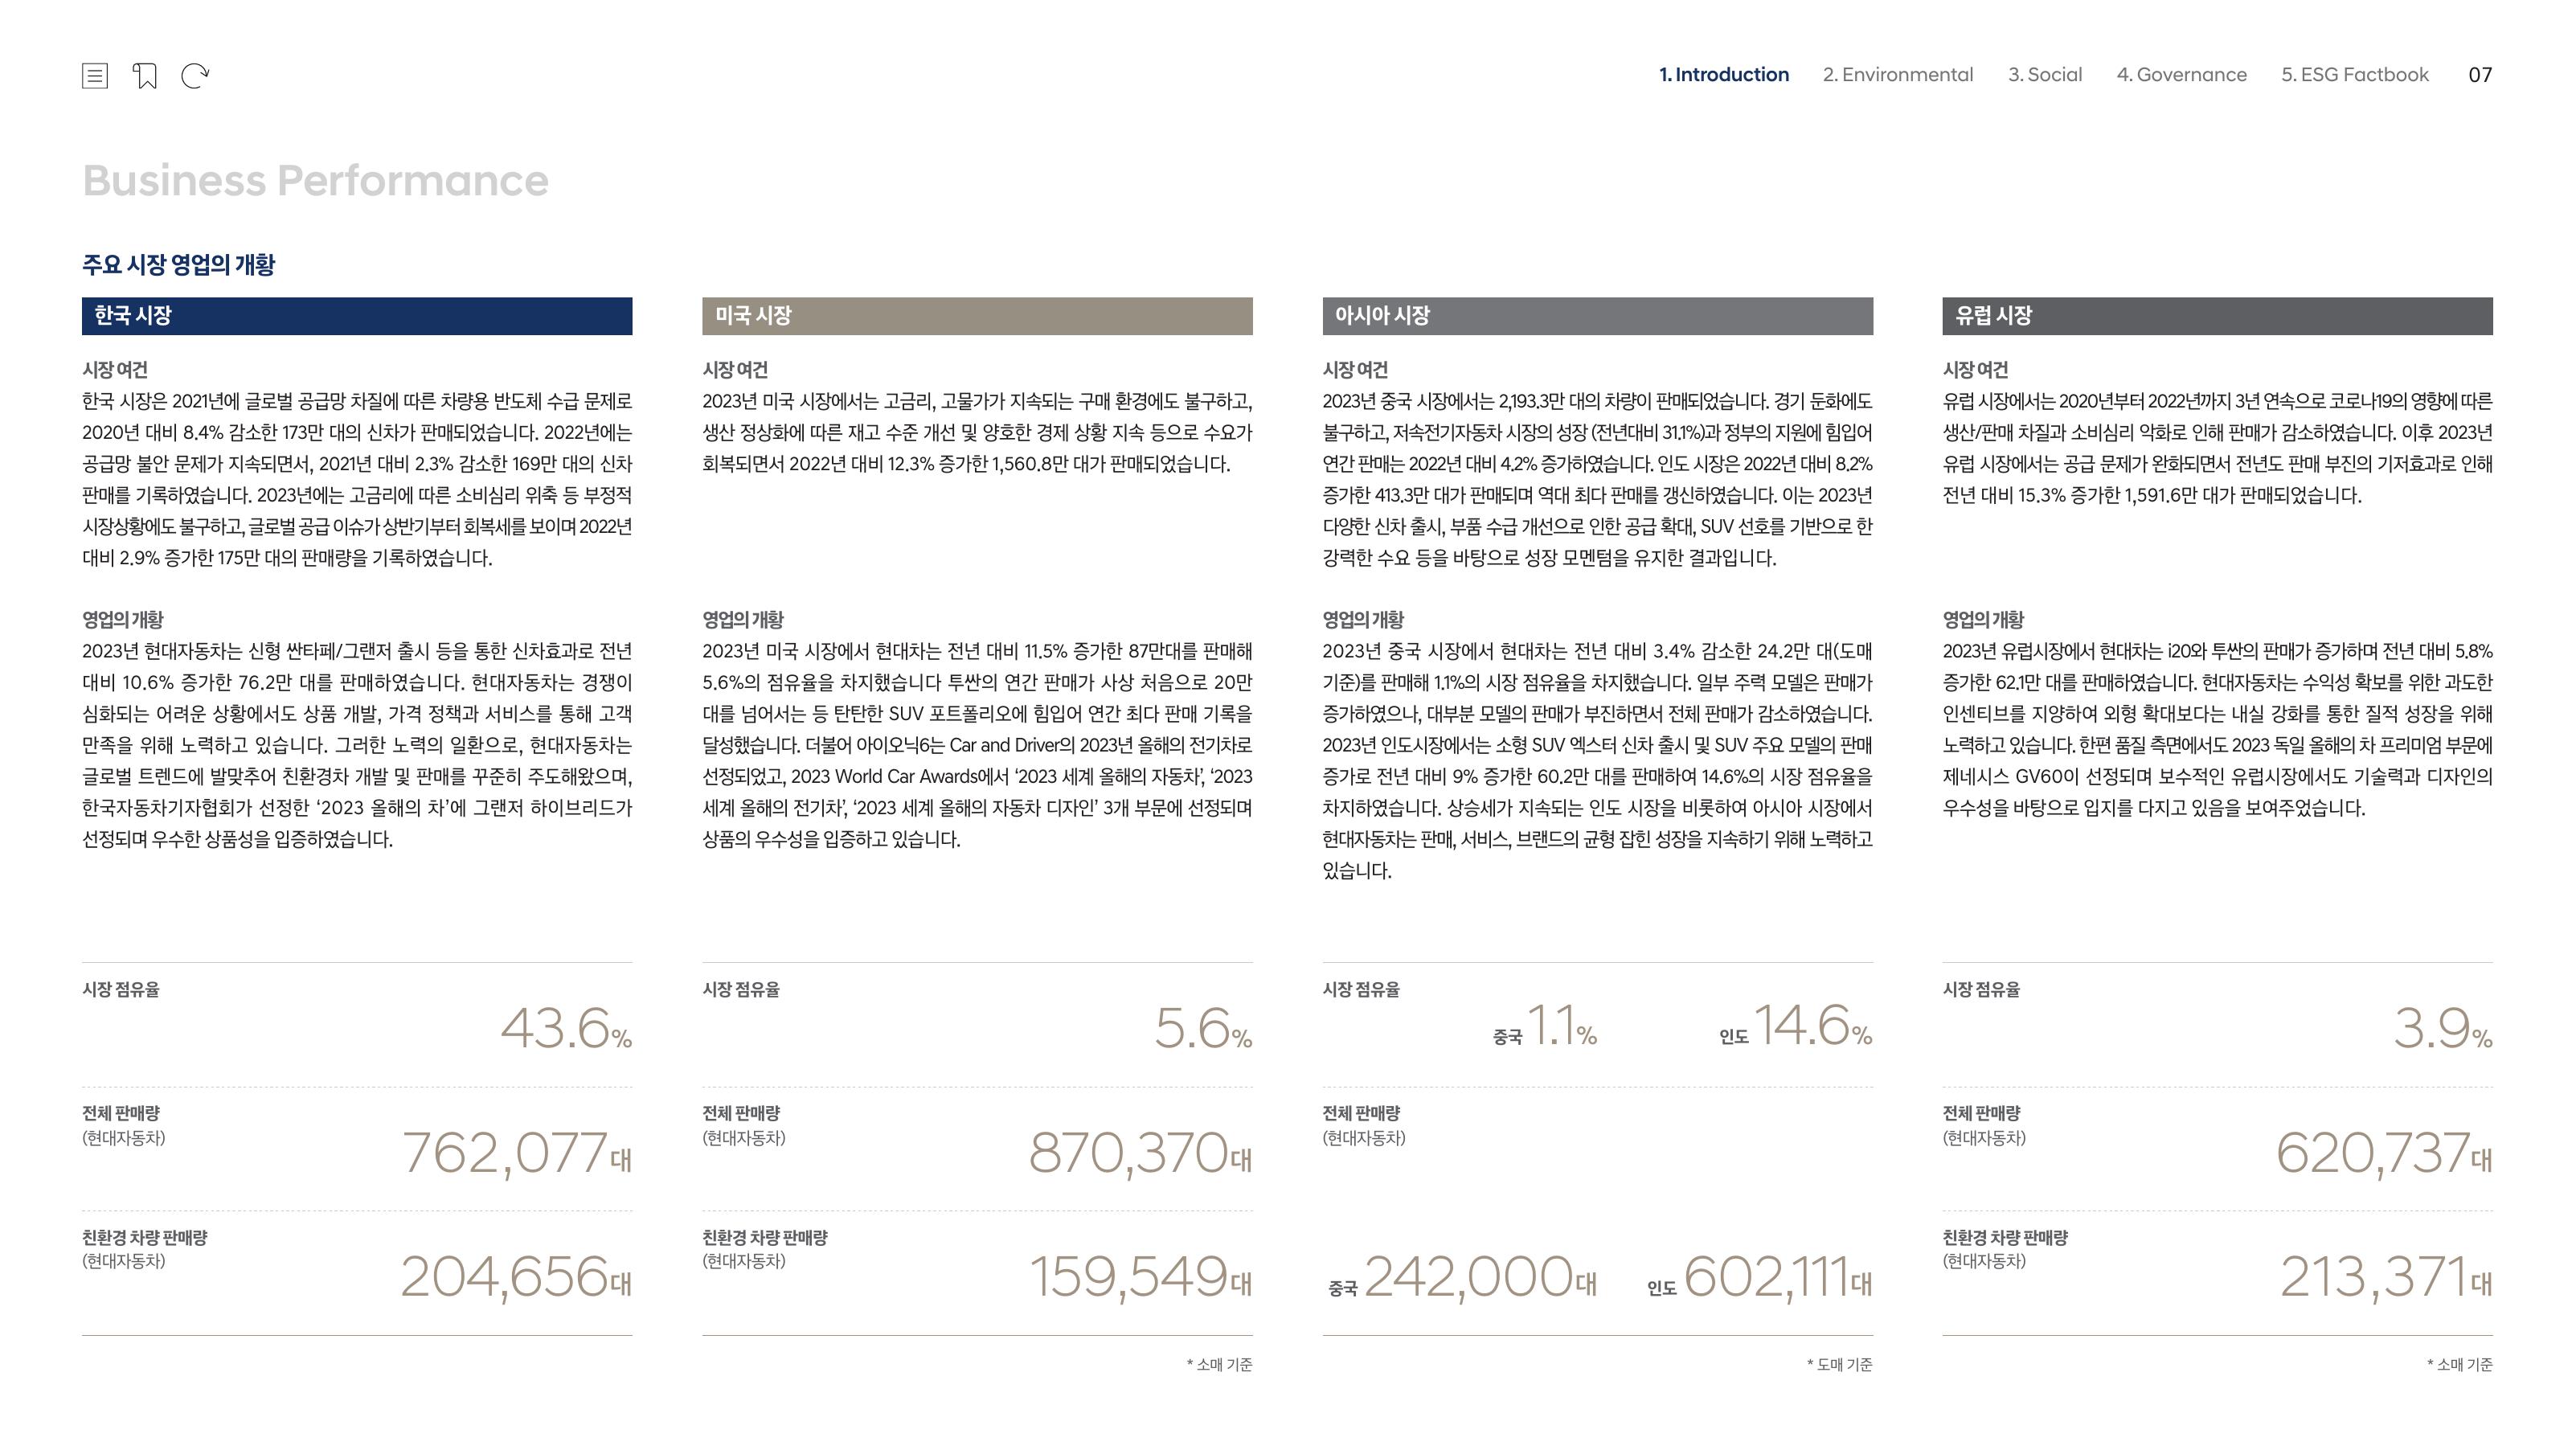 1. Introduction 2. Environmental 3. Social 4. Governance 5. ESG Factbook 07
Business Performance
주요 시장 영업의 개황
한국 시장
시장 여건
한국 시장은 2021년에 글로벌 공급망 차질에 따른 차량용 반도체 수급 문제로
2020년 대비 8.4% 감소한 173만 대의 신차가 판매되었습니다. 2022년에는
공급망 불안 문제가 지속되면서, 2021년 대비 2.3% 감소한 169만 대의 신차
판매를 기록하였습니다. 2023년에는 고금리에 따른 소비심리 위축 등 부정적
시장상황에도 불구하고, 글로벌 공급 이슈가 상반기부터 회복세를 보이며 2022년
대비 2.9% 증가한 175만 대의 판매량을 기록하였습니다.
영업의 개황
2023년 현대자동차는 신형 싼타페/그랜저 출시 등을 통한 신차효과로 전년
대비 10.6% 증가한 76.2만 대를 판매하였습니다. 현대자동차는 경쟁이
심화되는 어려운 상황에서도 상품 개발, 가격 정책과 서비스를 통해 고객
만족을 위해 노력하고 있습니다. 그러한 노력의 일환으로, 현대자동차는
글로벌 트렌드에 발맞추어 친환경차 개발 및 판매를 꾸준히 주도해왔으며,
한국자동차기자협회가 선정한 ‘2023 올해의 차’에 그랜저 하이브리드가
선정되며 우수한 상품성을 입증하였습니다.
시장 점유율
43.6%
전체 판매량
(현대자동차)
762,077대
친환경 차량 판매량
(현대자동차)
204,656대
미국 시장
시장 여건
2023년 미국 시장에서는 고금리, 고물가가 지속되는 구매 환경에도 불구하고,
생산 정상화에 따른 재고 수준 개선 및 양호한 경제 상황 지속 등으로 수요가
회복되면서 2022년 대비 12.3% 증가한 1,560.8만 대가 판매되었습니다.
영업의 개황
2023년 미국 시장에서 현대차는 전년 대비 11.5% 증가한 87만대를 판매해
5.6%의 점유율을 차지했습니다 투싼의 연간 판매가 사상 처음으로 20만
대를 넘어서는 등 탄탄한 SUV 포트폴리오에 힘입어 연간 최다 판매 기록을
달성했습니다. 더불어 아이오닉6는 Car and Driver의 2023년 올해의 전기차로
선정되었고, 2023 World Car Awards에서 ‘2023 세계 올해의 자동차’, ‘2023
세계 올해의 전기차’, ‘2023 세계 올해의 자동차 디자인’ 3개 부문에 선정되며
상품의 우수성을 입증하고 있습니다.
시장 점유율
5.6%
전체 판매량
(현대자동차)
870,370대
친환경 차량 판매량
(현대자동차)
159,549대
* 소매 기준
아시아 시장
시장 여건
2023년 중국 시장에서는 2,193.3만 대의 차량이 판매되었습니다. 경기 둔화에도
불구하고, 저속전기자동차 시장의 성장 (전년대비 31.1%)과 정부의 지원에 힘입어
연간 판매는 2022년 대비 4.2% 증가하였습니다. 인도 시장은 2022년 대비 8.2%
증가한 413.3만 대가 판매되며 역대 최다 판매를 갱신하였습니다. 이는 2023년
다양한 신차 출시, 부품 수급 개선으로 인한 공급 확대, SUV 선호를 기반으로 한
강력한 수요 등을 바탕으로 성장 모멘텀을 유지한 결과입니다.
영업의 개황
2023년 중국 시장에서 현대차는 전년 대비 3.4% 감소한 24.2만 대(도매
기준)를 판매해 1.1%의 시장 점유율을 차지했습니다. 일부 주력 모델은 판매가
증가하였으나, 대부분 모델의 판매가 부진하면서 전체 판매가 감소하였습니다.
2023년 인도시장에서는 소형 SUV 엑스터 신차 출시 및 SUV 주요 모델의 판매
증가로 전년 대비 9% 증가한 60.2만 대를 판매하여 14.6%의 시장 점유율을
차지하였습니다. 상승세가 지속되는 인도 시장을 비롯하여 아시아 시장에서
현대자동차는 판매, 서비스, 브랜드의 균형 잡힌 성장을 지속하기 위해 노력하고
있습니다.
시장 점유율
중국 1.1% 인도 14.6%
전체 판매량
(현대자동차)
중국 242,000대 인도 602,111대
* 도매 기준
유럽 시장
시장 여건
유럽 시장에서는 2020년부터 2022년까지 3년 연속으로 코로나19의 영향에 따른
생산/판매 차질과 소비심리 악화로 인해 판매가 감소하였습니다. 이후 2023년
유럽 시장에서는 공급 문제가 완화되면서 전년도 판매 부진의 기저효과로 인해
전년 대비 15.3% 증가한 1,591.6만 대가 판매되었습니다.
영업의 개황
2023년 유럽시장에서 현대차는 i20와 투싼의 판매가 증가하며 전년 대비 5.8%
증가한 62.1만 대를 판매하였습니다. 현대자동차는 수익성 확보를 위한 과도한
인센티브를 지양하여 외형 확대보다는 내실 강화를 통한 질적 성장을 위해
노력하고 있습니다. 한편 품질 측면에서도 2023 독일 올해의 차 프리미엄 부문에
제네시스 GV60이 선정되며 보수적인 유럽시장에서도 기술력과 디자인의
우수성을 바탕으로 입지를 다지고 있음을 보여주었습니다.
시장 점유율
3.9%
전체 판매량
(현대자동차)
620,737대
친환경 차량 판매량
(현대자동차)
213,371대
* 소매 기준